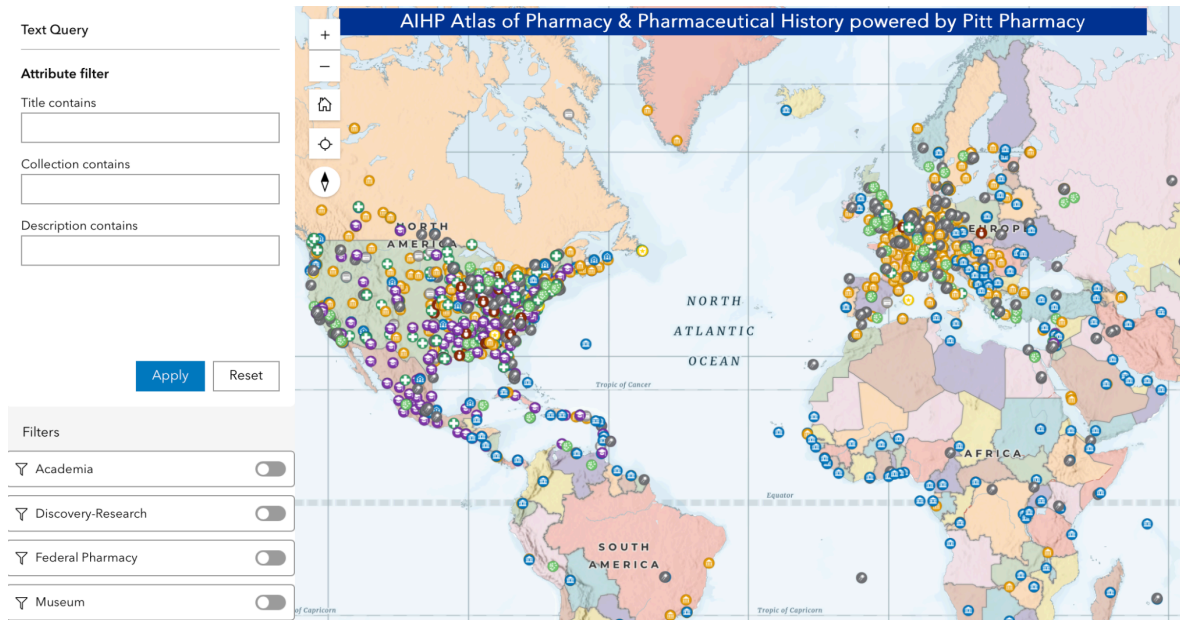 Text Query
Attribute filter
Title contains
Collection contains
Description contains
Apply
Reset
Filters
Academia
Discovery-Research
Federal Pharmacy
Museum
AIHP Atlas of Pharmacy & Pharmaceutical History powered by Pitt Pharmacy
NORTH
AMERICA
EUROPE
NORTH
ATLANTIC
OCEAN
Tropic of Cancer
AFRICA
Equator
SOUTH
AMERICA
of Capricorn
Tropic of Capricorn